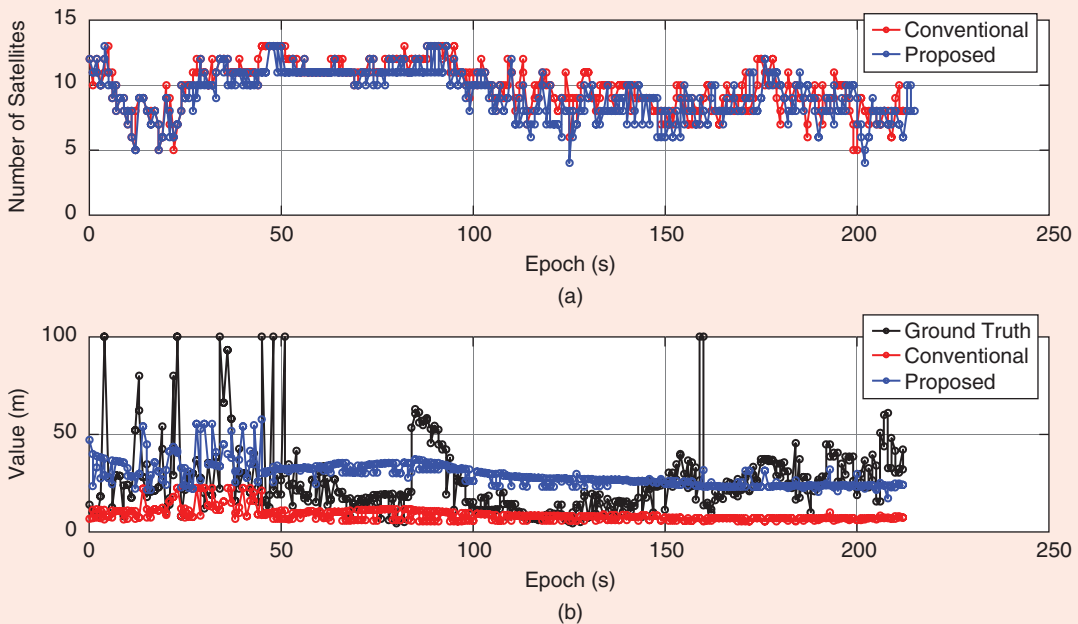 15
10
5
0
Number of Satellites
Conventional
Proposed
0
50
100
150
200
250
Epoch (s)
(a)
100
50
0
Value (m)
Ground Truth
Conventional
Proposed
0
50
100
150
200
250
Epoch (s)
(b)